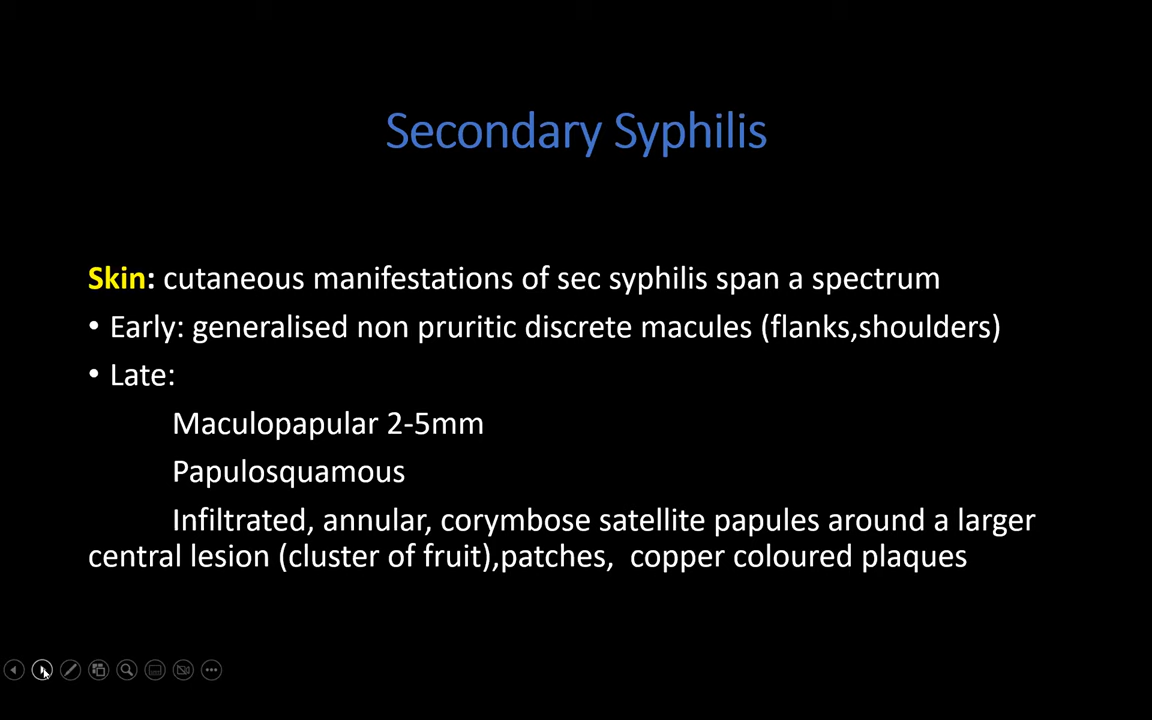 Secondary Syphilis
Skin: cutaneous manifestations of sec syphilis span a spectrum
• Early: generalised non pruritic discrete macules (flanks,shoulders)
• Late:
Maculopapular 2-5mm
Papulosquamous
Infiltrated, annular, corymbose satellite papules around a larger
central lesion (cluster of fruit),patches,  copper coloured plaques